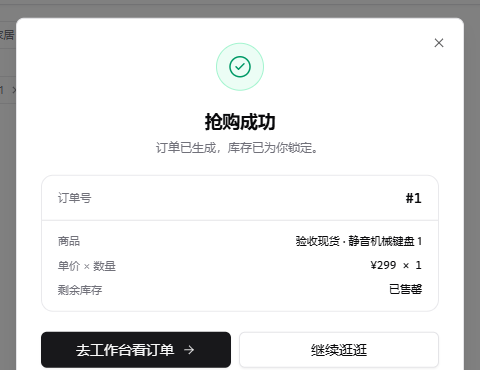 家居
1
抢购成功
订单已生成，库存已为你锁定。
订单号 #1
商品 验收现货 · 静音机械键盘 1
单价 × 数量 ¥299 × 1
剩余库存 已售罄
去工作台看订单 →
继续逛逛